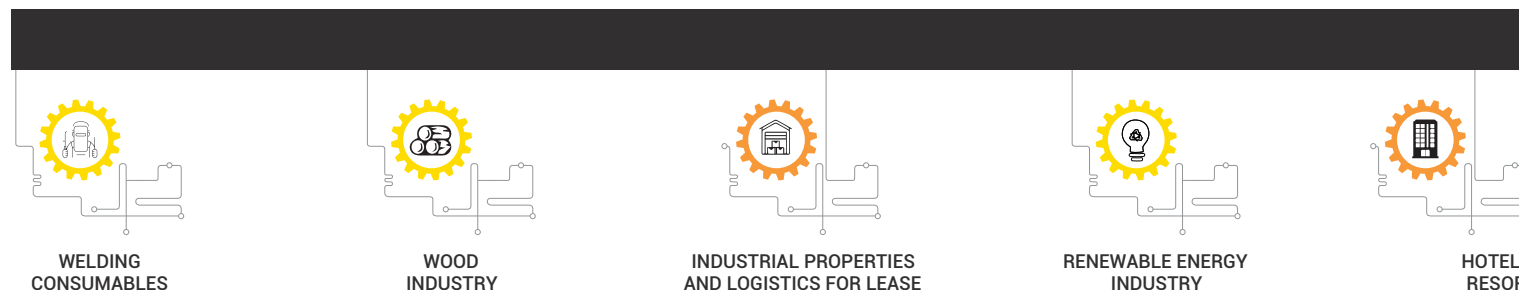 WELDING
CONSUMABLES
WOOD
INDUSTRY
INDUSTRIAL PROPERTIES
AND LOGISTICS FOR LEASE
RENEWABLE ENERGY
INDUSTRY
HOTEL